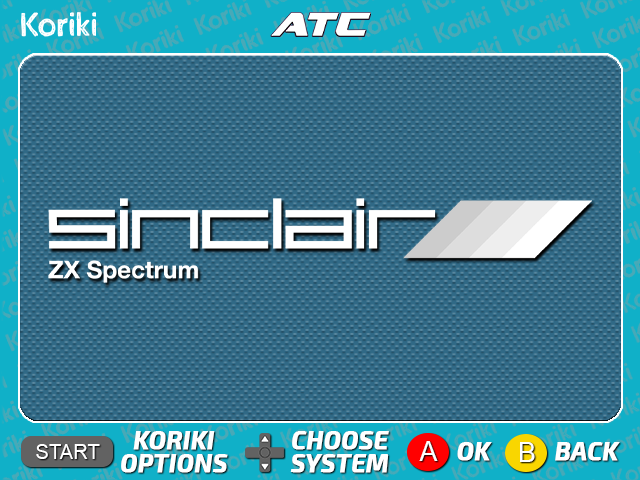 Koriki
ATC
sinclair
ZX Spectrum
START
KORIKI
OPTIONS
CHOOSE
SYSTEM
A
OK
B
BACK